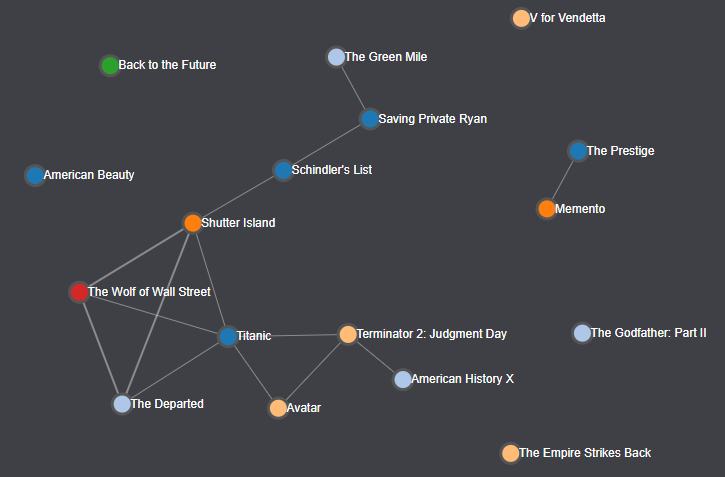 V for Vendetta
The Green Mile
Back to the Future
Saving Private Ryan
The Prestige
Schindler's List
American Beauty
Memento
Shutter Island
The Wolf of Wall Street
Titanic
Terminator 2: Judgment Day
The Godfather: Part II
American History X
The Departed
Avatar
The Empire Strikes Back